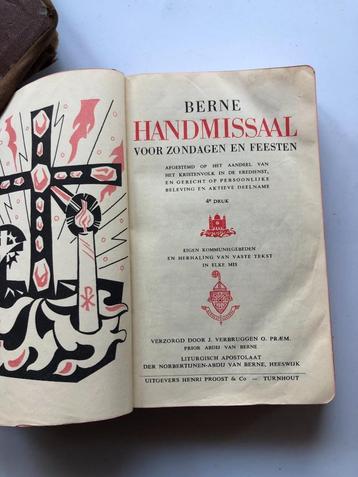 BERNE
HANDMISSAAL
VOOR ZONDAGEN EN FEESTEN
AFGESTEMD OP HET AANDEEL VAN
HET KRISTENVOLK IN DE EREDIENST,
EN GERICHT OP PERSOONLIJKE
BELEVING EN AKTIEVE DEELNAME
4e DRUK
EIGEN KOMMUNIEGEBEDEN
EN HERHALING VAN VASTE TEKST
IN ELKE MIS
VERZORGD DOOR J. VERBRUGGEN O. PRÆM.
PRIOR ABDIJ VAN BERNE
LITURGISCH APOSTOLAAT
DER NORBERTIJNEN-ABDIJ VAN BERNE, HEESWIJK
UITGEVERS HENRI PROOST & Co — TURNHOUT